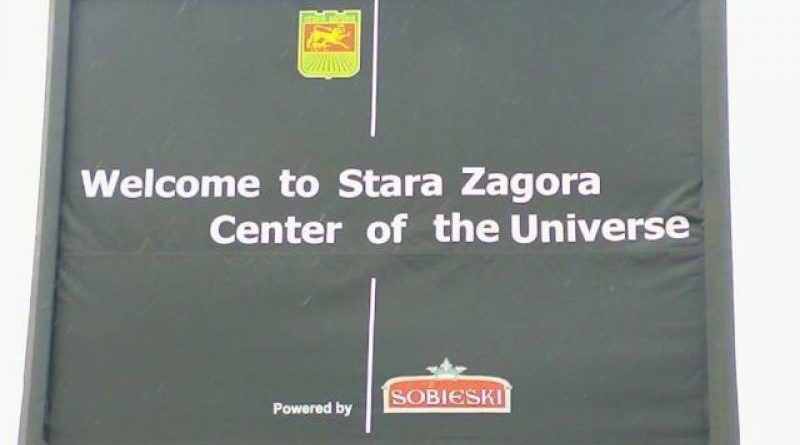 Welcome to Stara Zagora
Center of the Universe
Powered by
SOBIESKI